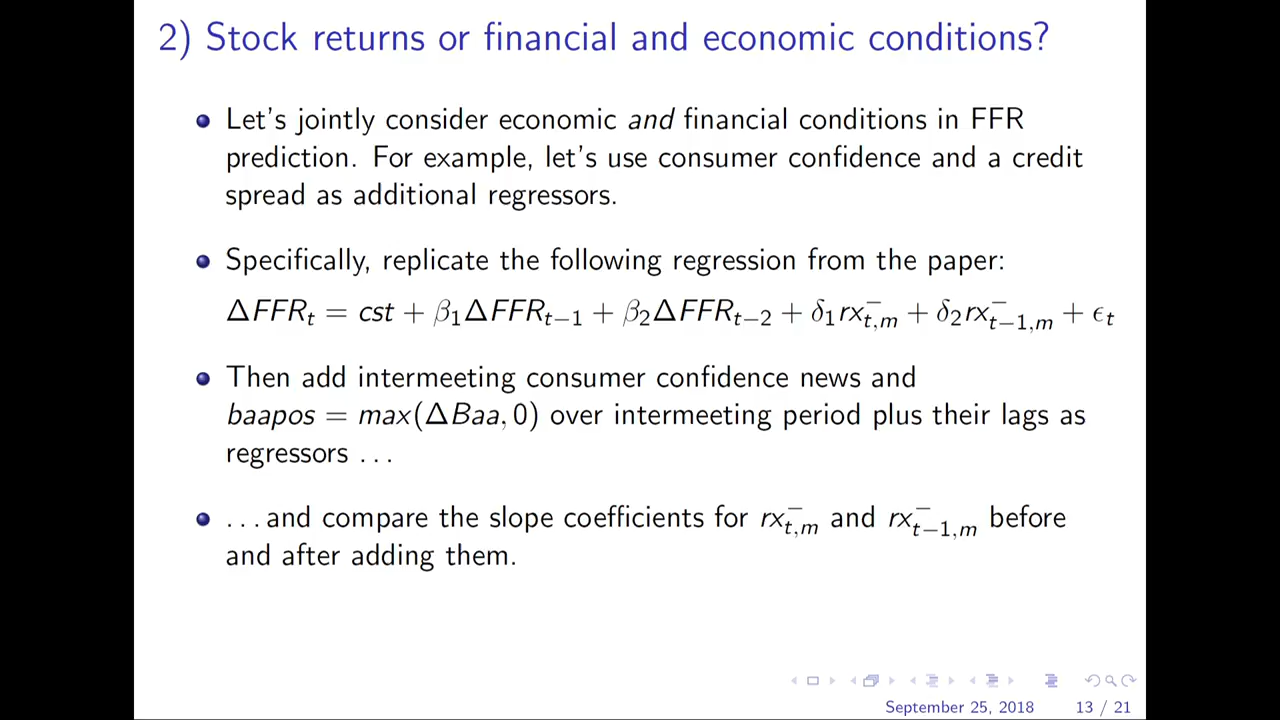 2) Stock returns or financial and economic conditions?
Let's jointly consider economic and financial conditions in FFR
prediction. For example, let's use consumer confidence and a credit
spread as additional regressors.
Specifically, replicate the following regression from the paper:
ΔFFR_t = cst + β₁ΔFFR_{t−1} + β₂ΔFFR_{t−2} + δ₁rx⁻_{t,m} + δ₂rx⁻_{t−1,m} + ϵ_t
Then add intermeeting consumer confidence news and
baapos = max(ΔBaa, 0) over intermeeting period plus their lags as
regressors . . .
. . . and compare the slope coefficients for rx⁻_{t,m} and rx⁻_{t−1,m} before
and after adding them.
September 25, 2018 13 / 21